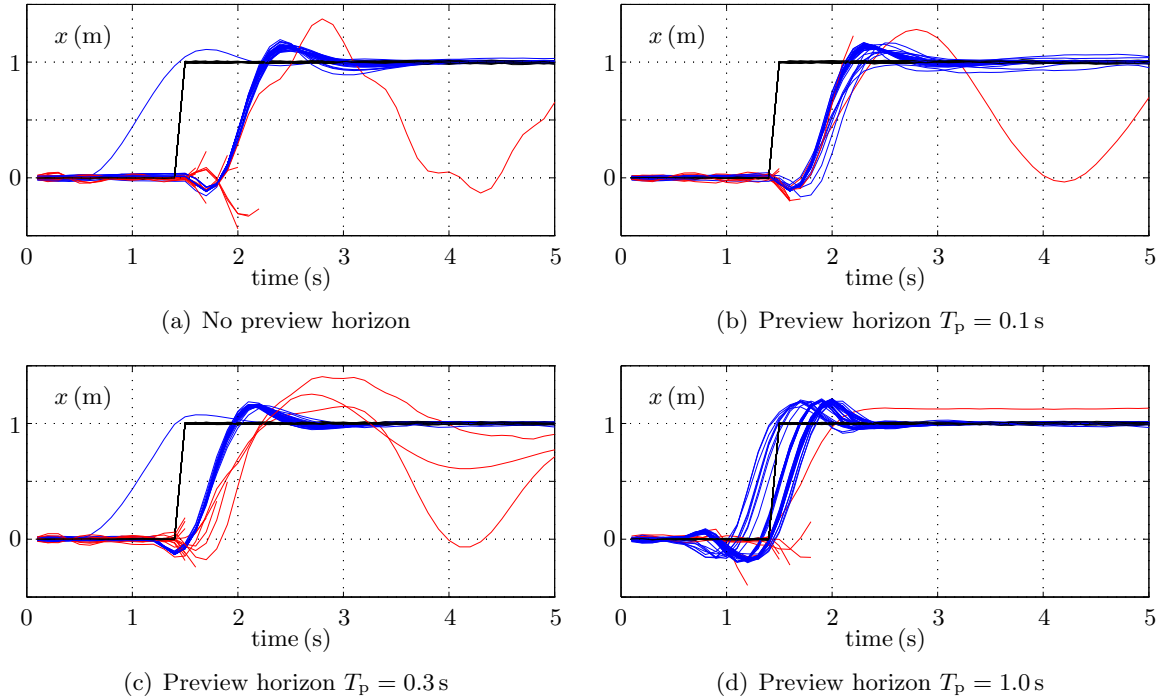 x (m)
1
0
0 1 2 3 4 5
time (s)
(a) No preview horizon
x (m)
1
0
0 1 2 3 4 5
time (s)
(b) Preview horizon Tp = 0.1 s
x (m)
1
0
0 1 2 3 4 5
time (s)
(c) Preview horizon Tp = 0.3 s
x (m)
1
0
0 1 2 3 4 5
time (s)
(d) Preview horizon Tp = 1.0 s